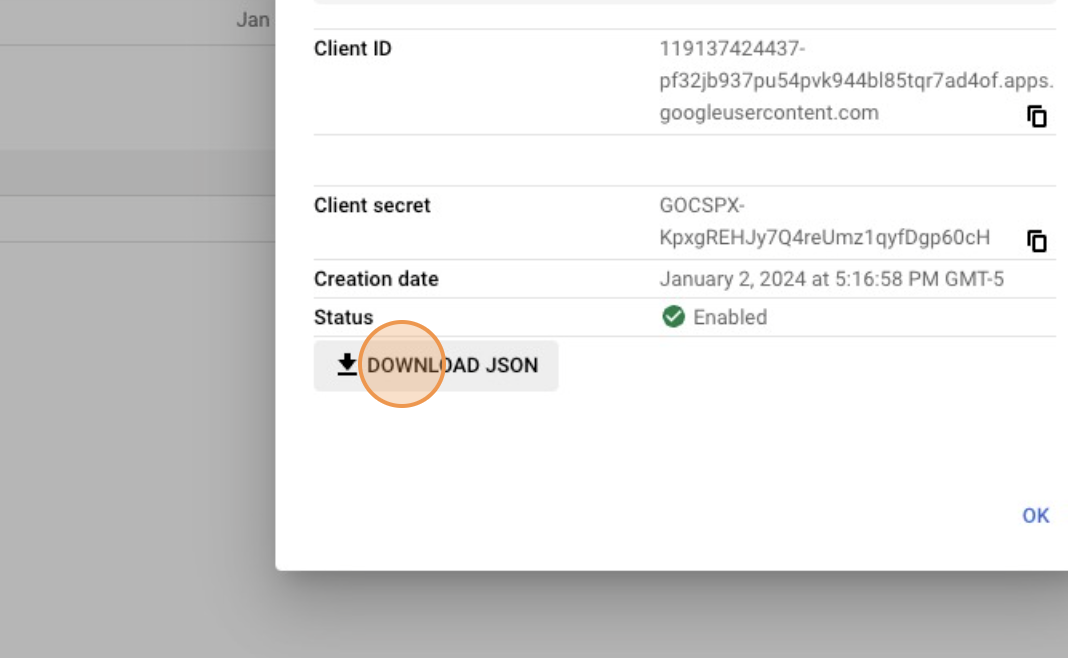 Jan
Client ID
119137424437-
pf32jb937pu54pvk944bl85tqr7ad4of.apps.
googleusercontent.com
Client secret
GOCSPX-
KpxgREHJy7Q4reUmz1qyfDgp60cH
Creation date
January 2, 2024 at 5:16:58 PM GMT-5
Status
Enabled
DOWNLOAD JSON
OK